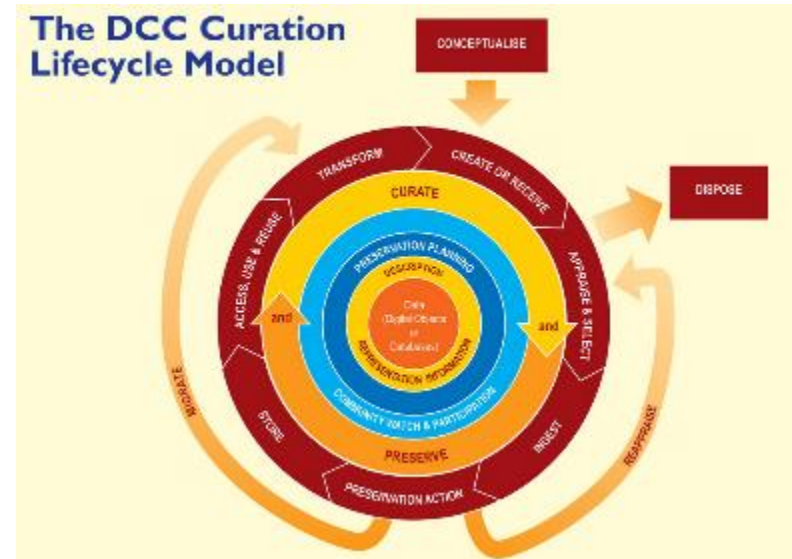 The DCC Curation
Lifecycle Model
CONCEPTUALISE
TRANSFORM
CREATE OR RECEIVE
DISPOSE
CURATE
ACCESS, USE & REUSE
APPRAISE & SELECT
PRESERVATION PLANNING
DESCRIPTION
Data
(Digital Objects
or
Databases)
and
and
REPRESENTATION INFORMATION
COMMUNITY WATCH & PARTICIPATION
MIGRATE
STORE
INGEST
REAPPRAISE
PRESERVE
PRESERVATION ACTION